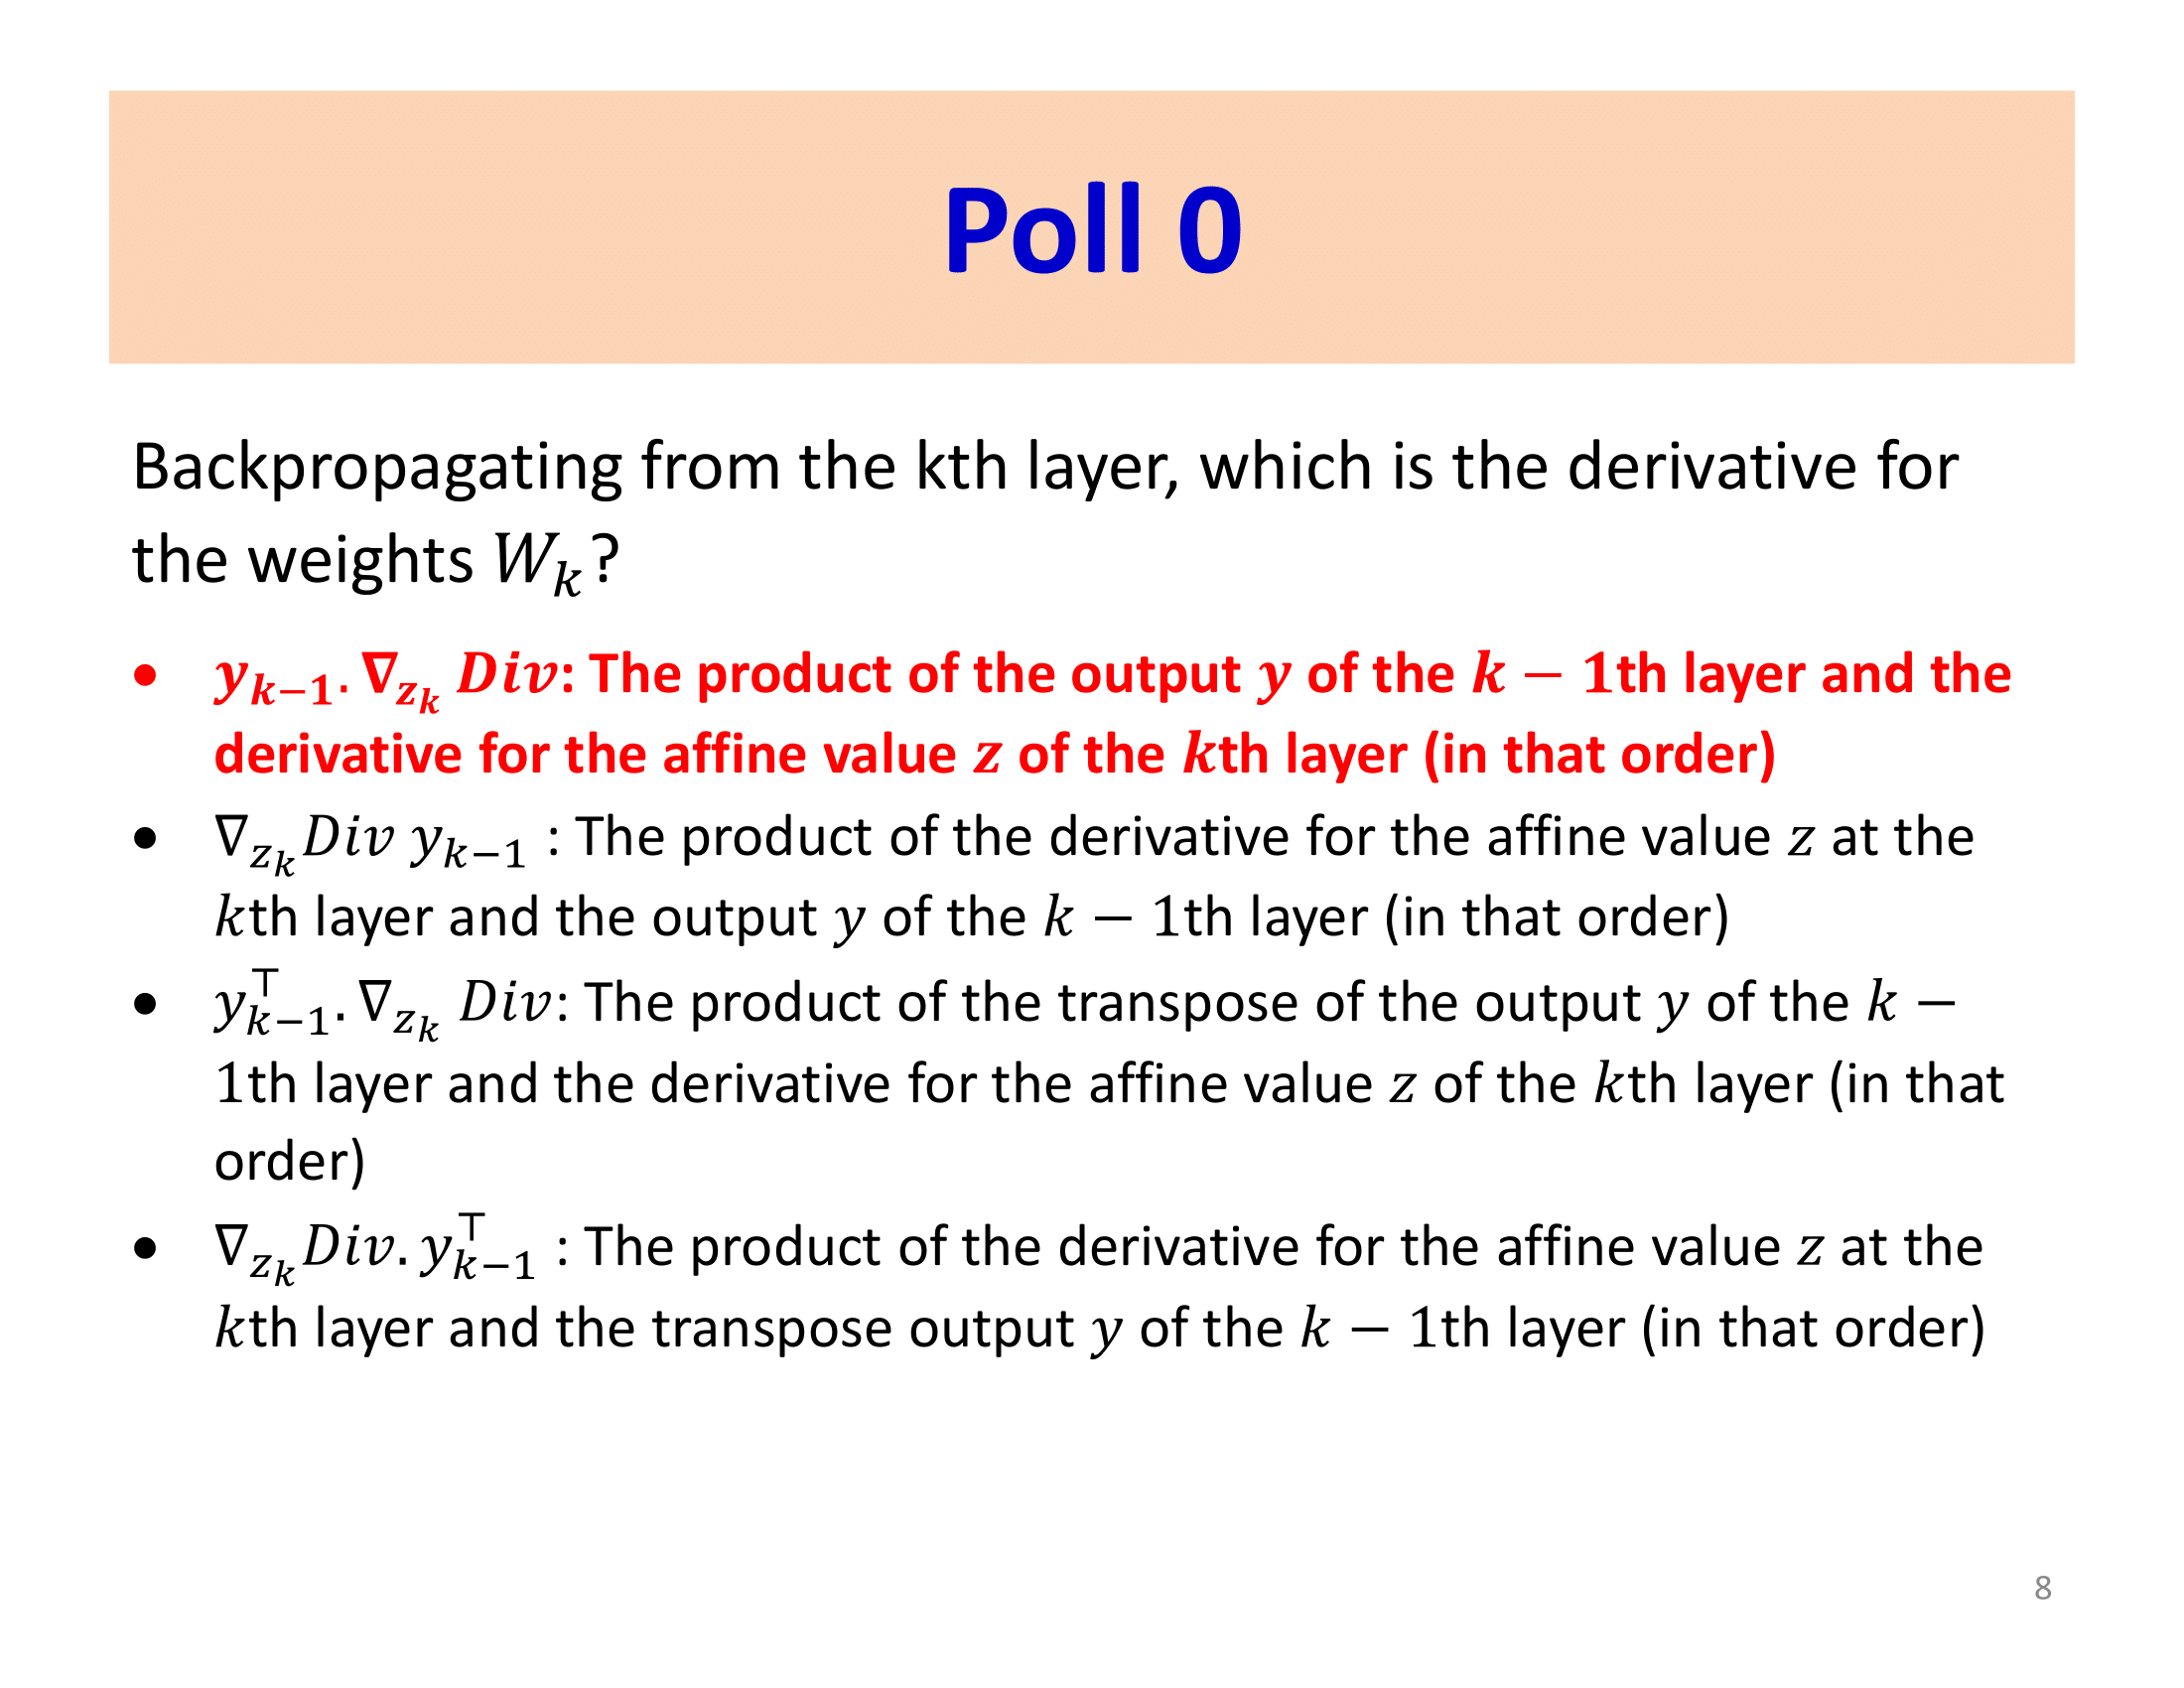 Poll 0
Backpropagating from the kth layer, which is the derivative for
the weights $W_k$?
• $y_{k-1}.\nabla_{z_k} Div$: The product of the output $y$ of the $k-1$th layer and the
derivative for the affine value $z$ of the $k$th layer (in that order)
• $\nabla_{z_k} Div\, y_{k-1}$ : The product of the derivative for the affine value $z$ at the
$k$th layer and the output $y$ of the $k-1$th layer (in that order)
• $y_{k-1}^\top.\nabla_{z_k} Div$: The product of the transpose of the output $y$ of the $k-$
$1$th layer and the derivative for the affine value $z$ of the $k$th layer (in that
order)
• $\nabla_{z_k} Div.\, y_{k-1}^\top$ : The product of the derivative for the affine value $z$ at the
$k$th layer and the transpose output $y$ of the $k-1$th layer (in that order)
8